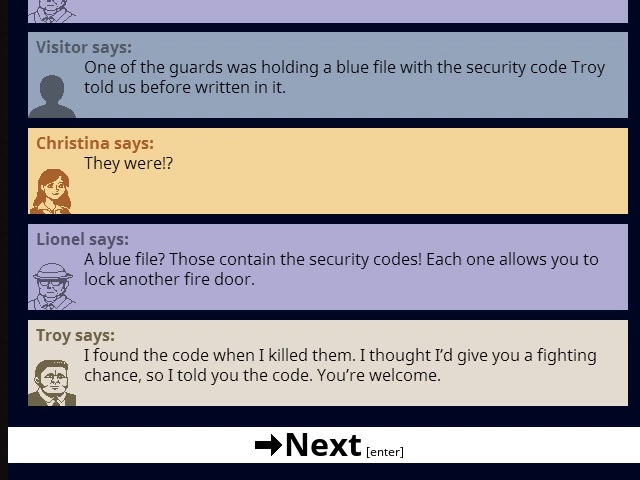 Visitor says:
One of the guards was holding a blue file with the security code Troy
told us before written in it.
Christina says:
They were!?
Lionel says:
A blue file? Those contain the security codes! Each one allows you to
lock another fire door.
Troy says:
I found the code when I killed them. I thought I’d give you a fighting
chance, so I told you the code. You’re welcome.
➡Next [enter]